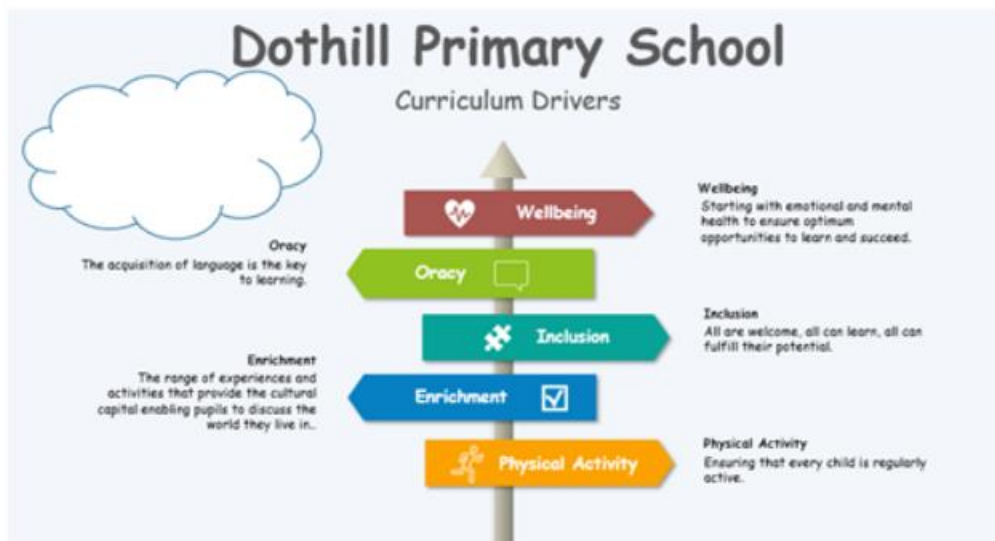 Dothill Primary School
Curriculum Drivers
Wellbeing
Wellbeing
Starting with emotional and mental
health to ensure optimum
opportunities to learn and succeed.
Oracy
The acquisition of language is the key
to learning.
Oracy
Inclusion
Inclusion
All are welcome, all can learn, all can
fulfill their potential.
Enrichment
The range of experiences and
activities that provide the cultural
capital enabling pupils to discuss the
world they live in..
Enrichment
Physical Activity
Physical Activity
Ensuring that every child is regularly
active.